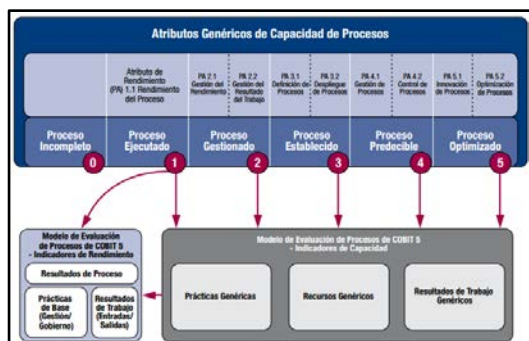 Atributos Genéricos de Capacidad de Procesos
Atributo de
Rendimiento
(PA) 1.1 Rendimiento
del Proceso
PA 2.1
Gestión del
Rendimiento
PA 2.2
Gestión del
Resultado
del Trabajo
PA 3.1
Definición de
Procesos
PA 3.2
Despliegue
de Procesos
PA 4.1
Gestión de
Procesos
PA 4.2
Control de
Procesos
PA 5.1
Innovación
de Procesos
PA 5.2
Optimización
de Procesos
Proceso
Incompleto
0
Proceso
Ejecutado
1
Proceso
Gestionado
2
Proceso
Establecido
3
Proceso
Predecible
4
Proceso
Optimizado
5
Modelo de Evaluación
de Procesos de COBIT 5
- Indicadores de Rendimiento
Resultados de Proceso
Prácticas
de Base
(Gestión/
Gobierno)
Resultados
de Trabajo
(Entradas/
Salidas)
Modelo de Evaluación de Procesos de COBIT 5
- Indicadores de Capacidad
Prácticas Genéricas
Recursos Genéricos
Resultados de Trabajo
Genéricos